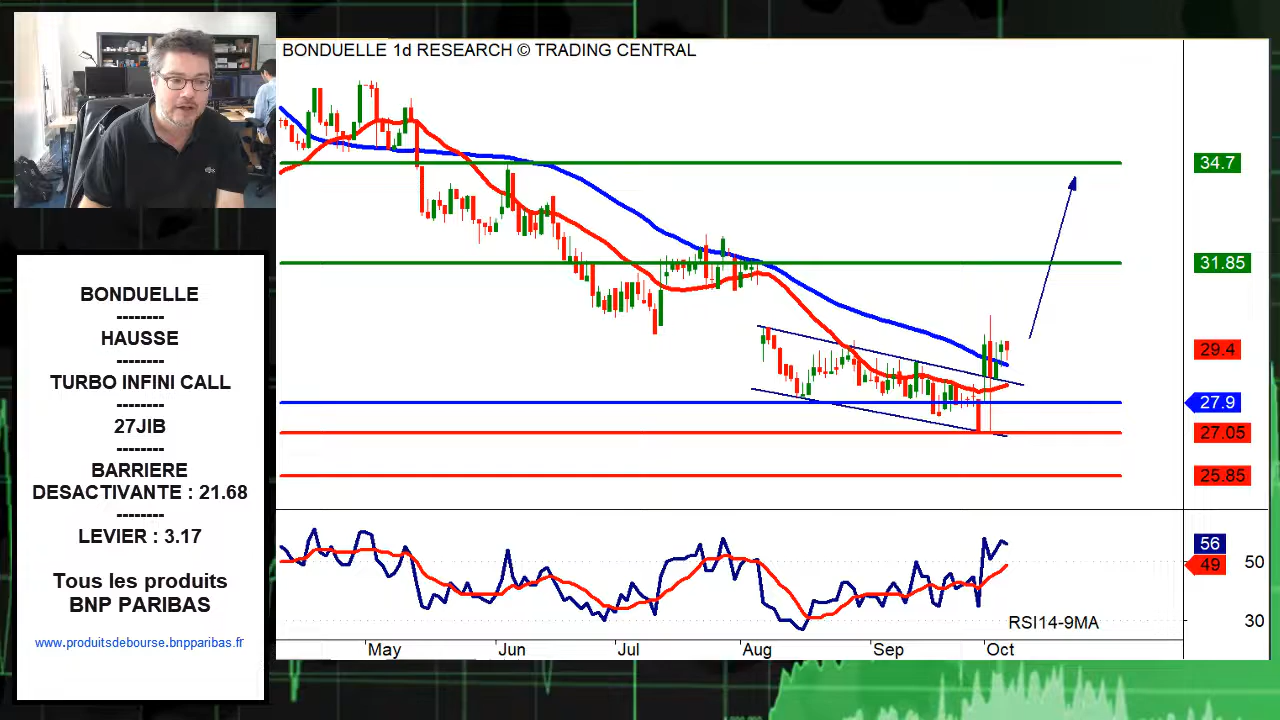 BONDUELLE 1d RESEARCH © TRADING CENTRAL
34.7
31.85
29.4
27.9
27.05
25.85
BONDUELLE
--------
HAUSSE
--------
TURBO INFINI CALL
--------
27JIB
--------
BARRIERE
DESACTIVANTE : 21.68
--------
LEVIER : 3.17
Tous les produits
BNP PARIBAS
www.produitsdebourse.bnpparibas.fr
56
50
49
30
RSI14-9MA
May Jun Jul Aug Sep Oct